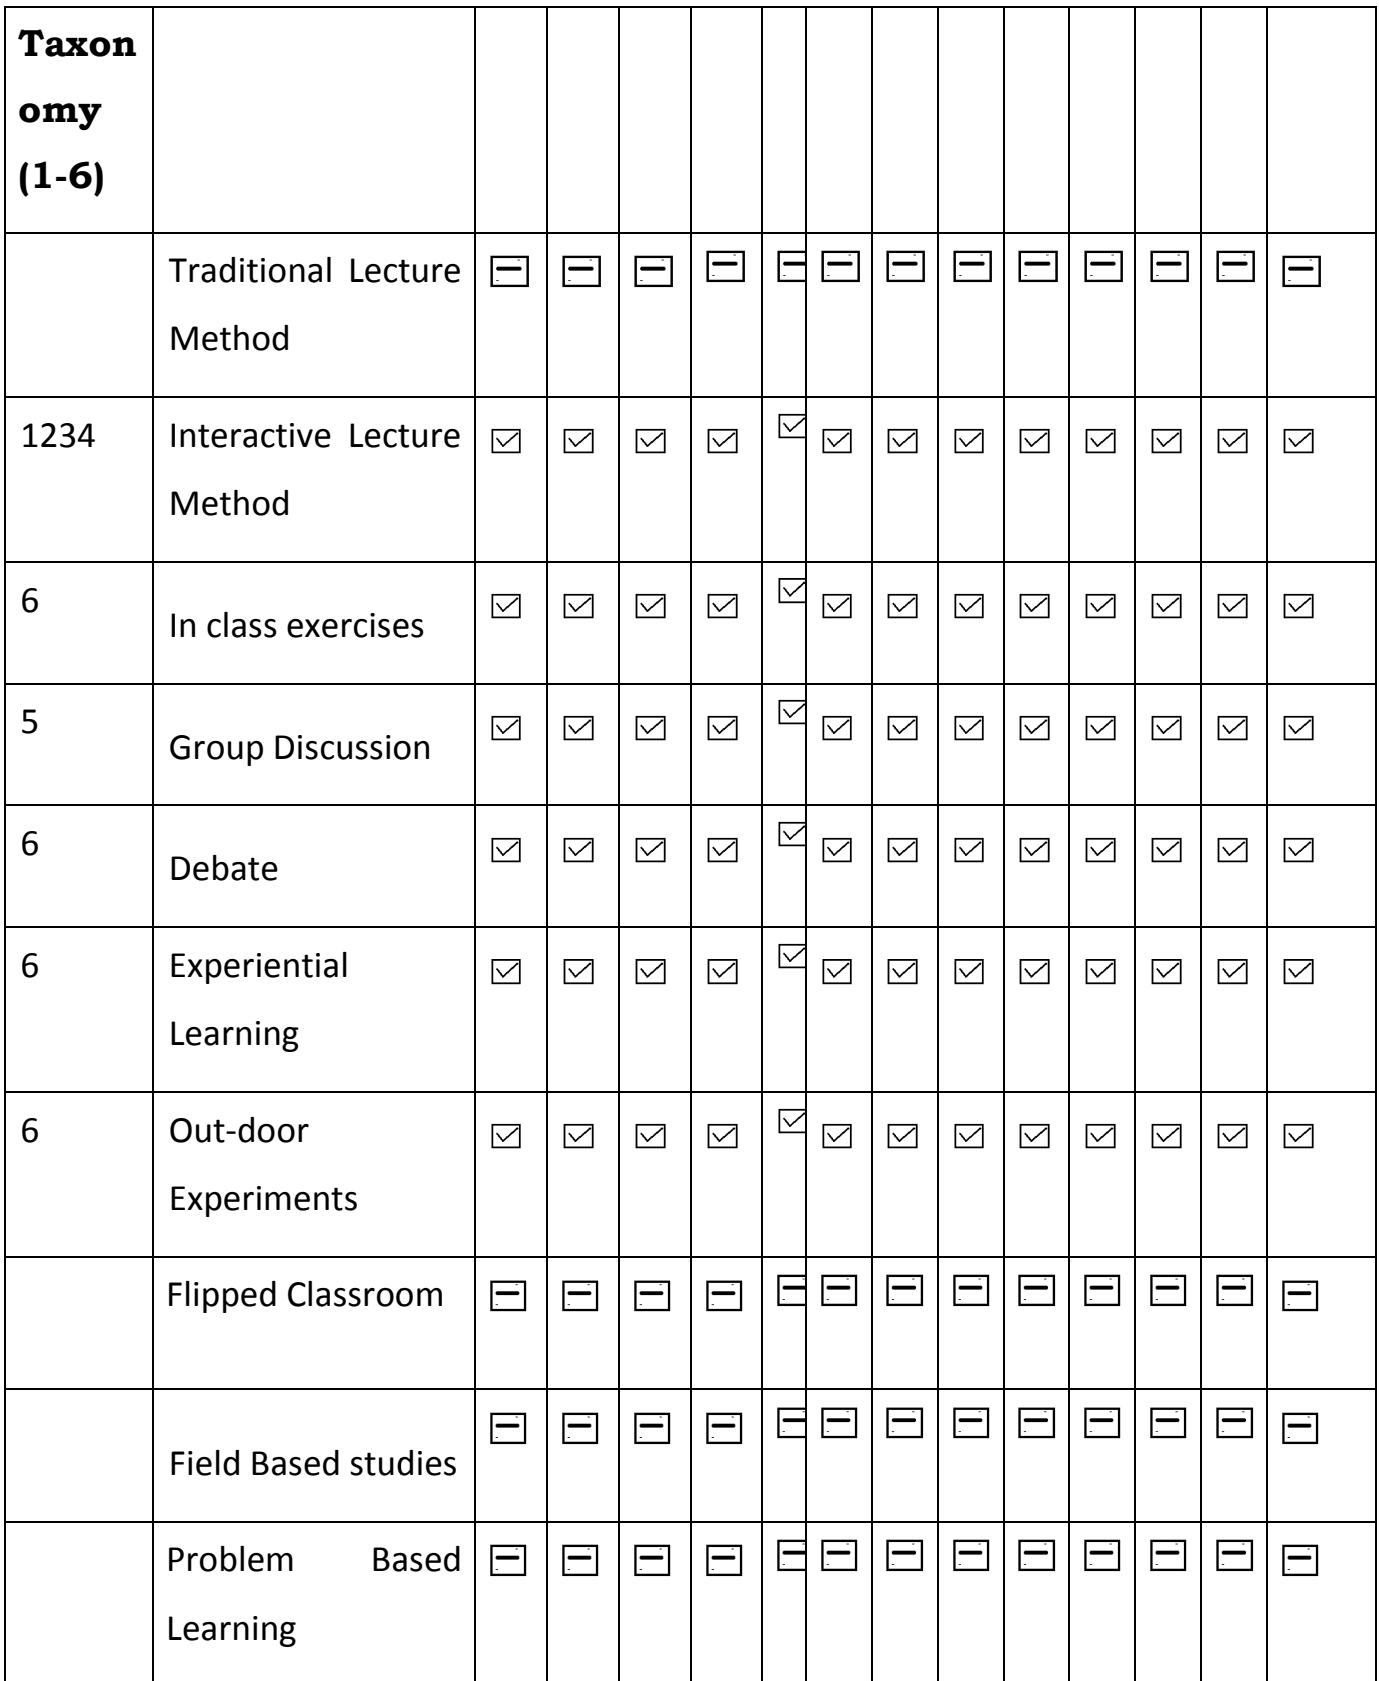 Taxon
omy
(1-6)
Traditional Lecture
Method
1234 Interactive Lecture
Method
6
In class exercises
5
Group Discussion
6
Debate
6 Experiential
Learning
6 Out-door
Experiments
Flipped Classroom
Field Based studies
Problem Based
Learning